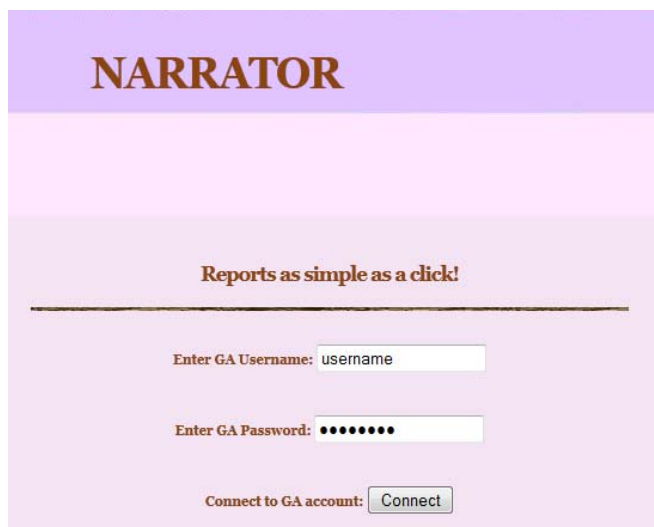 NARRATOR
Reports as simple as a click!
Enter GA Username: username
Enter GA Password: ••••••••
Connect to GA account: Connect